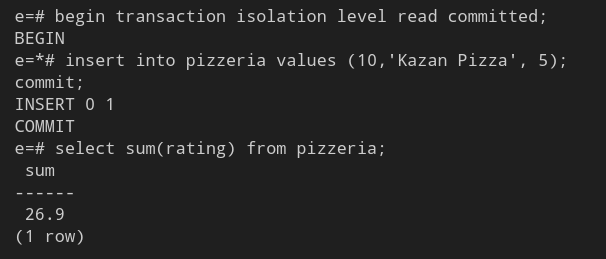 e=# begin transaction isolation level read committed;
BEGIN
e=*# insert into pizzeria values (10,'Kazan Pizza', 5);
commit;
INSERT 0 1
COMMIT
e=# select sum(rating) from pizzeria;
 sum
------
 26.9
(1 row)